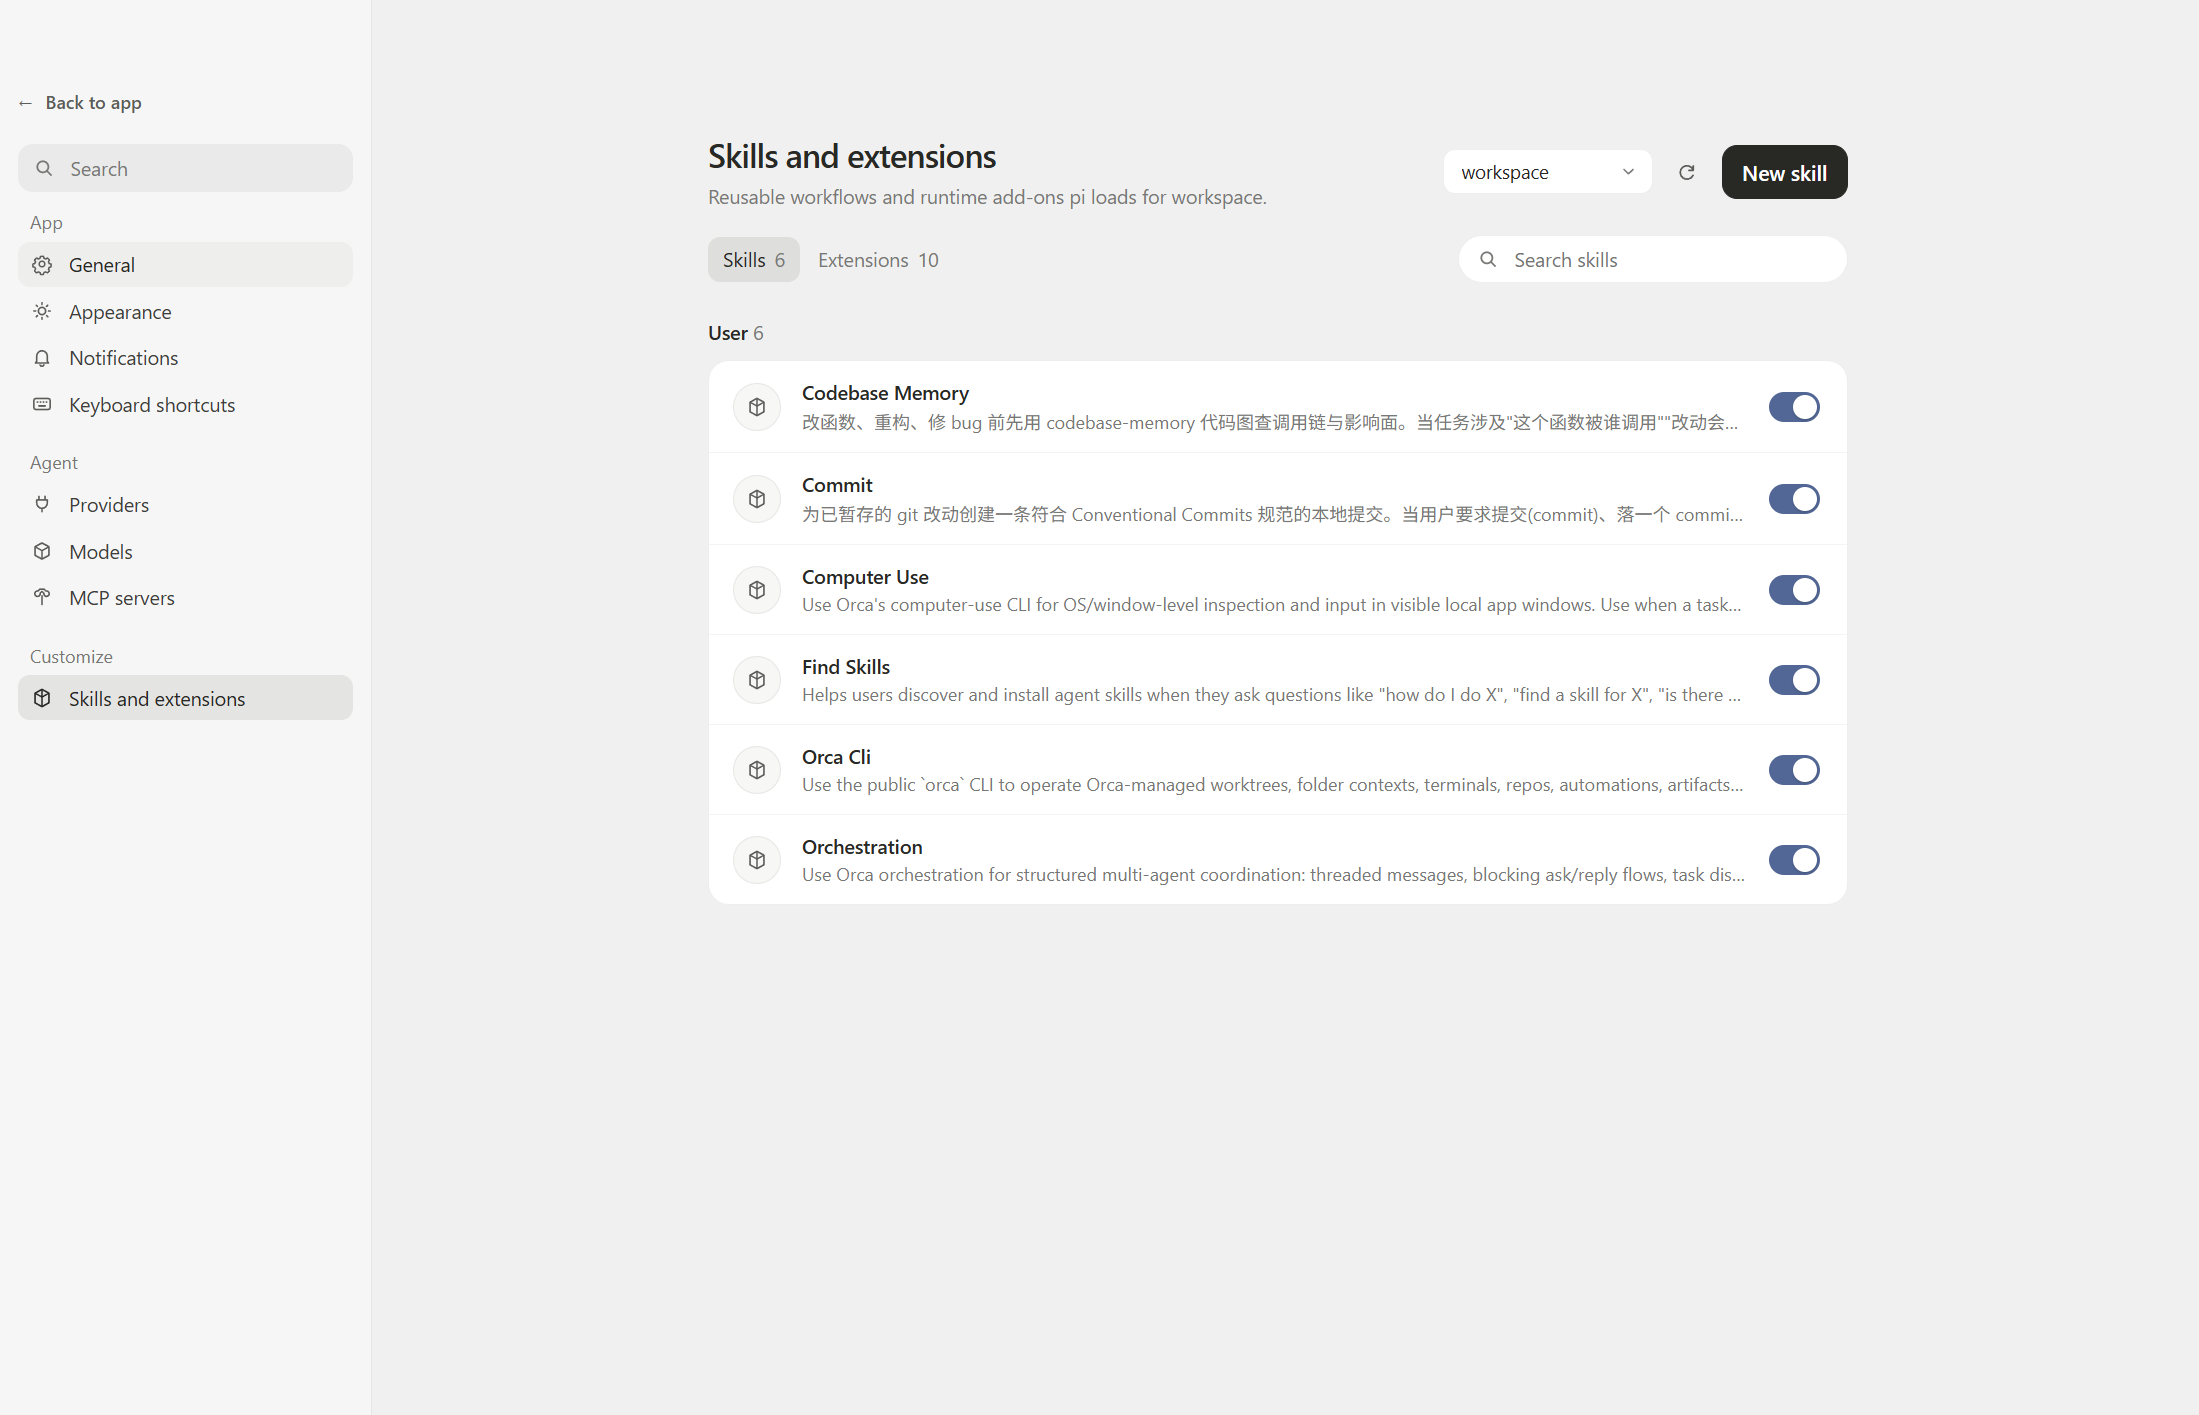 ← Back to app
Search
App
General
Appearance
Notifications
Keyboard shortcuts
Agent
Providers
Models
MCP servers
Customize
Skills and extensions
Skills and extensions
Reusable workflows and runtime add-ons pi loads for workspace.
workspace
New skill
Skills 6
Extensions 10
Search skills
User 6
Codebase Memory
改函数、重构、修 bug 前先用 codebase-memory 代码图查调用链与影响面。当任务涉及"这个函数被谁调用""改动会...
Commit
为已暂存的 git 改动创建一条符合 Conventional Commits 规范的本地提交。当用户要求提交(commit)、落一个 commi...
Computer Use
Use Orca's computer-use CLI for OS/window-level inspection and input in visible local app windows. Use when a task...
Find Skills
Helps users discover and install agent skills when they ask questions like "how do I do X", "find a skill for X", "is there ...
Orca Cli
Use the public `orca` CLI to operate Orca-managed worktrees, folder contexts, terminals, repos, automations, artifacts...
Orchestration
Use Orca orchestration for structured multi-agent coordination: threaded messages, blocking ask/reply flows, task dis...